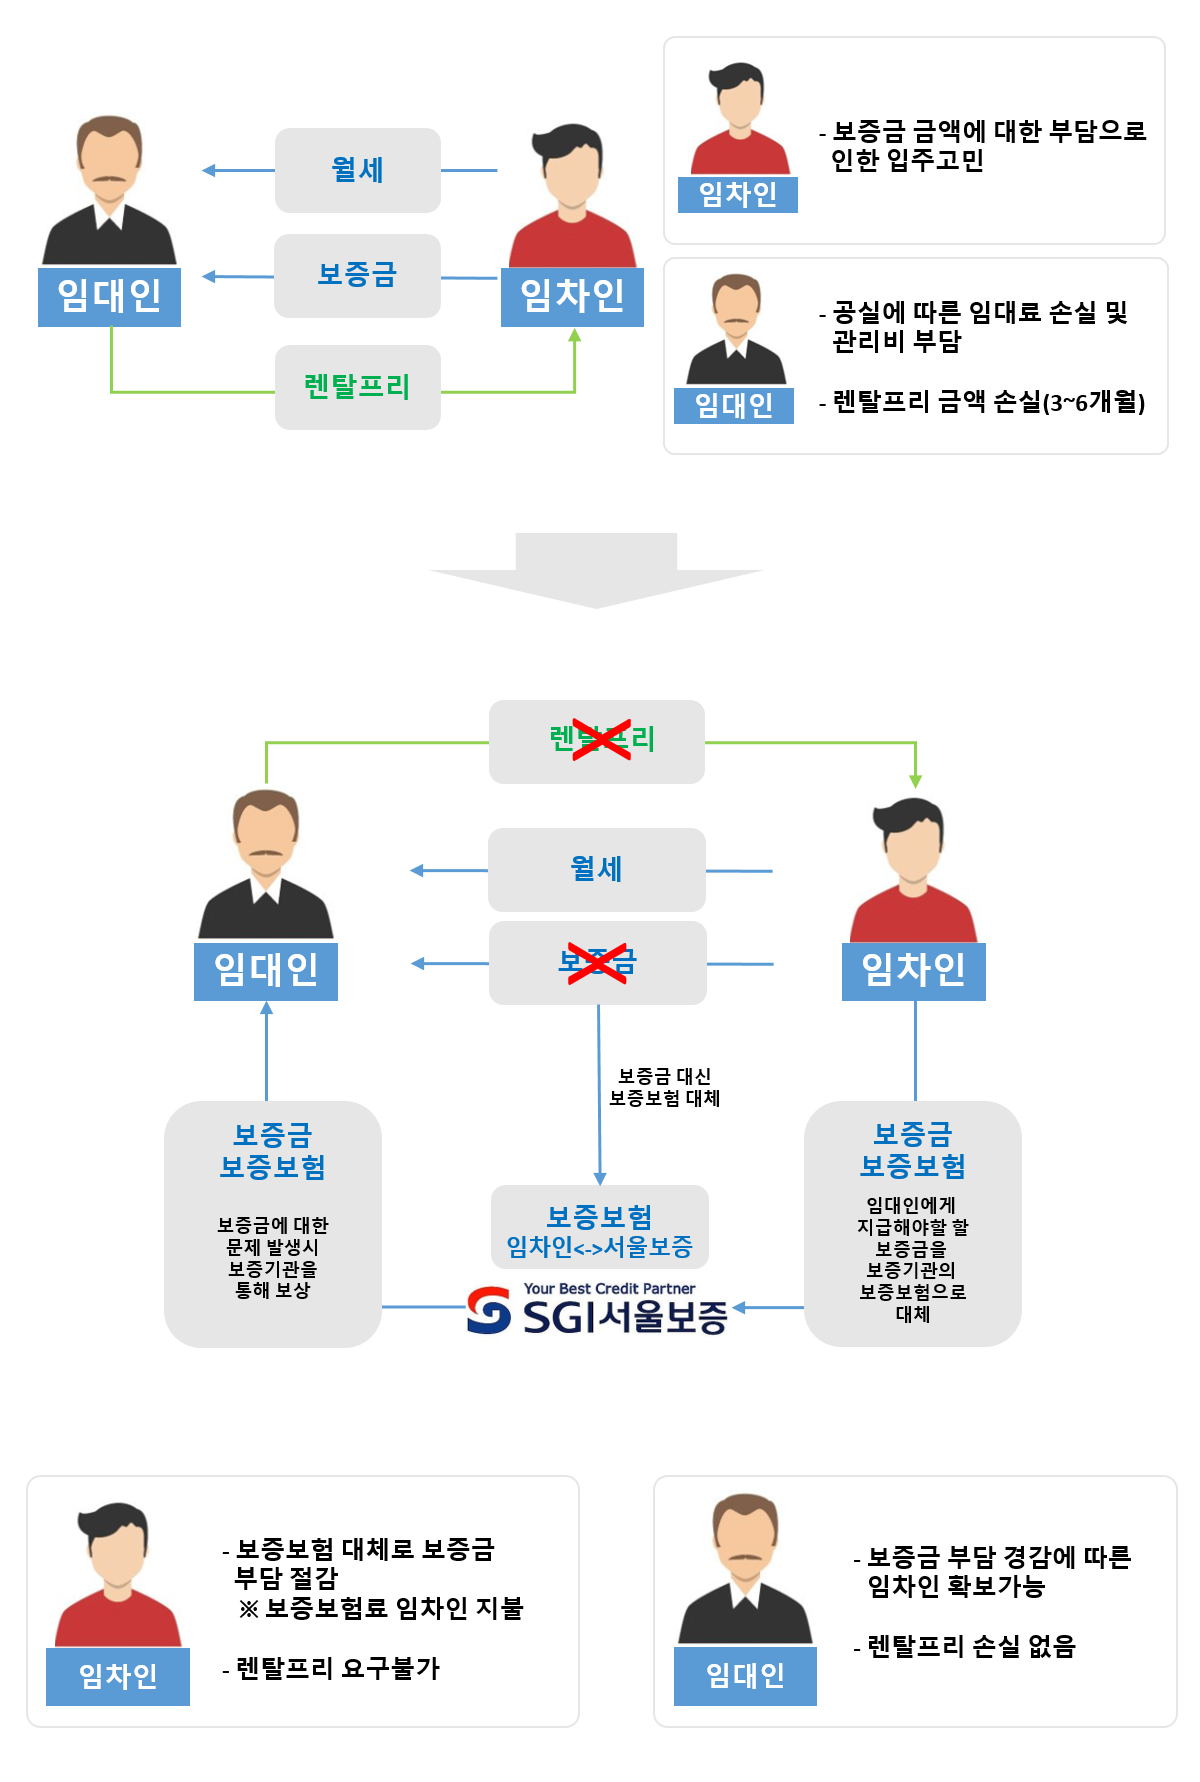 월세
보증금
임대인
임차인
렌탈프리
- 보증금 금액에 대한 부담으로
인한 입주고민
임차인
- 공실에 따른 임대료 손실 및
관리비 부담
- 렌탈프리 금액 손실(3~6개월)
임대인
렌탈프리
월세
보증금
임대인
임차인
보증금 대신
보증보험 대체
보증금
보증보험
보증금에 대한
문제 발생시
보증기관을
통해 보상
보증보험
임차인<->서울보증
Your Best Credit Partner
SGI서울보증
보증금
보증보험
임대인에게
지급해야할 할
보증금을
보증기관의
보증보험으로
대체
- 보증보험 대체로 보증금
부담 절감
※ 보증보험료 임차인 지불
- 렌탈프리 요구불가
임차인
- 보증금 부담 경감에 따른
임차인 확보가능
- 렌탈프리 손실 없음
임대인